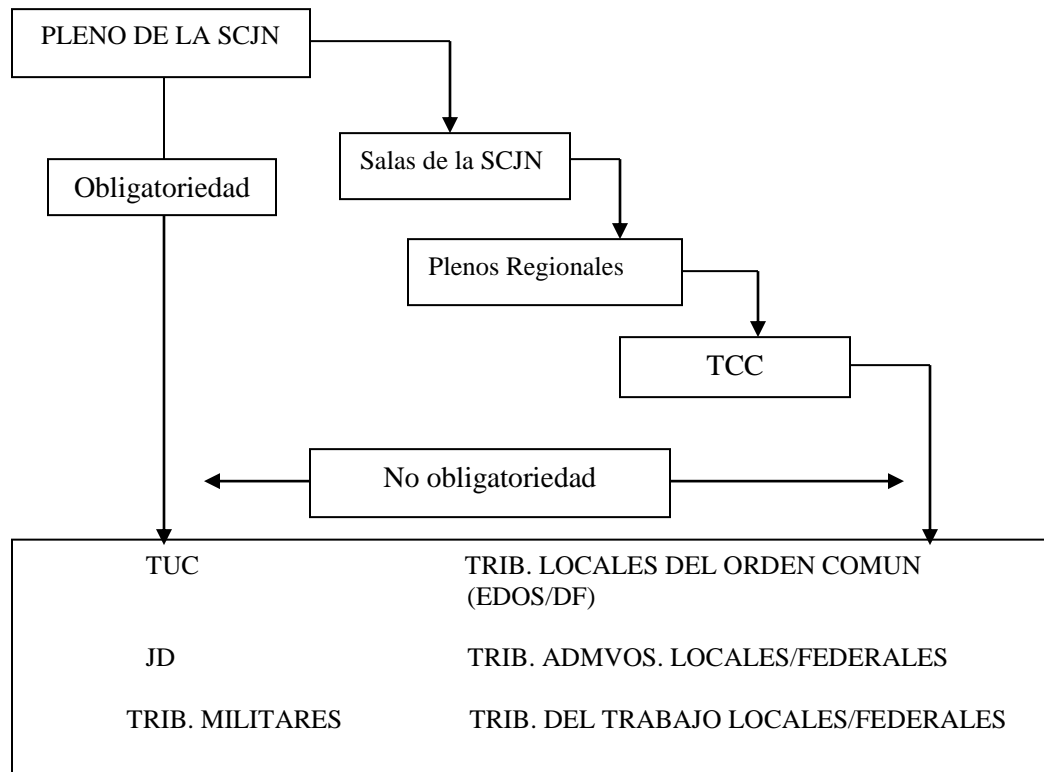 PLENO DE LA SCJN
Salas de la SCJN
Obligatoriedad
Plenos Regionales
TCC
No obligatoriedad
TUC
TRIB. LOCALES DEL ORDEN COMUN
(EDOS/DF)
JD
TRIB. ADMVOS. LOCALES/FEDERALES
TRIB. MILITARES
TRIB. DEL TRABAJO LOCALES/FEDERALES